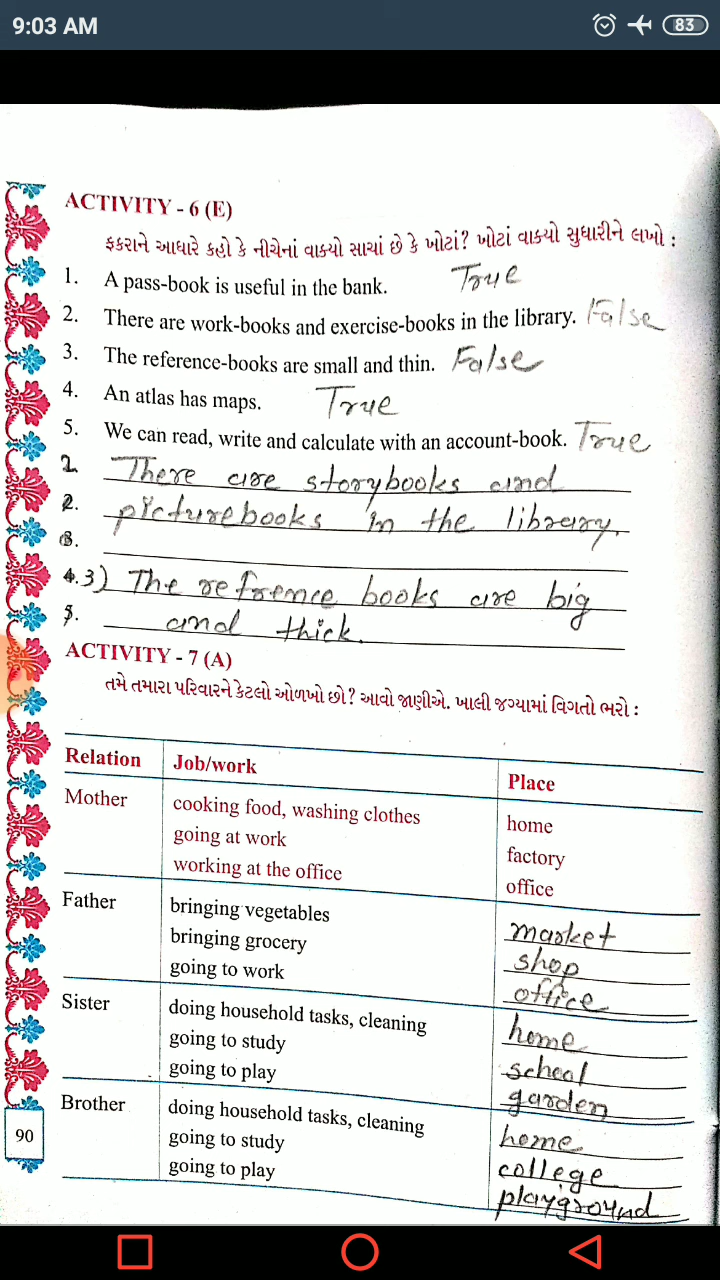 9:03 AM
83
ACTIVITY - 6 (E)
ફકરાને આધારે કહો કે નીચેનાં વાક્યો સાચાં છે કે ખોટાં? ખોટાં વાક્યો સુધારીને લખો :
1. A pass-book is useful in the bank. True
2. There are work-books and exercise-books in the library. False
3. The reference-books are small and thin. False
4. An atlas has maps. True
5. We can read, write and calculate with an account-book. True
2 There are storybooks and
2. picturebooks in the library.
3.
4. 3) The refrence books are big
5. and thick.
ACTIVITY - 7 (A)
તમે તમારા પરિવારને કેટલો ઓળખો છો? આવો જાણીએ. ખાલી જગ્યામાં વિગતો ભરો :
Relation Job/work Place
Mother cooking food, washing clothes home
going at work factory
working at the office office
Father bringing vegetables market
bringing grocery shop
going to work office
Sister doing household tasks, cleaning home
going to study school
going to play garden
Brother doing household tasks, cleaning home
going to study college
going to play playground
90